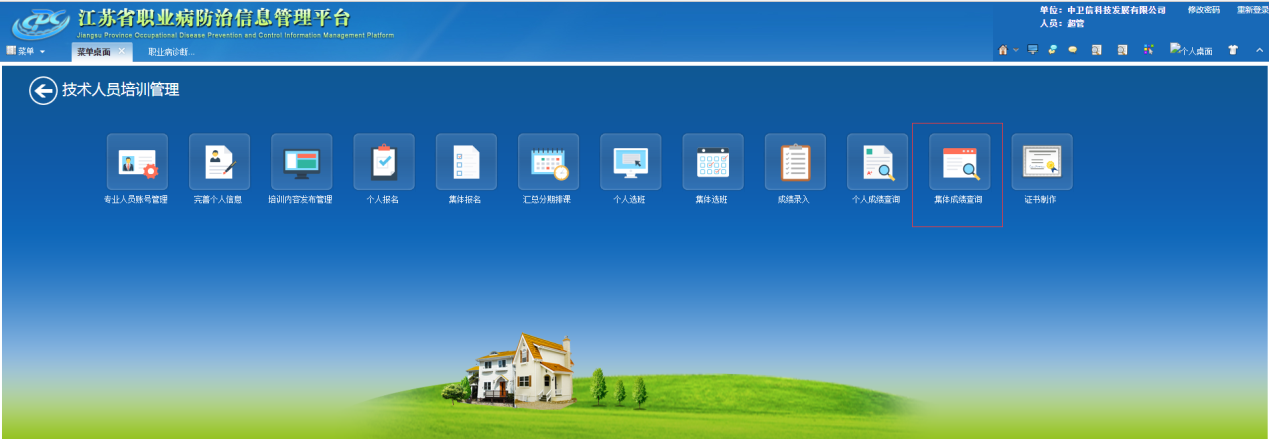 江苏省职业病防治信息管理平台
Jiangsu Province Occupational Disease Prevention and Control Information Management Platform
单位：中卫信科技发展有限公司 修改密码 重新登录
人员：超管
菜单 菜单桌面 × 职业病诊断... 个人桌面
技术人员培训管理
专业人员账号管理 完善个人信息 培训内容发布管理 个人报名 集体报名 汇总分期排课 个人选班 集体选班 成绩录入 个人成绩查询 集体成绩查询 证书制作